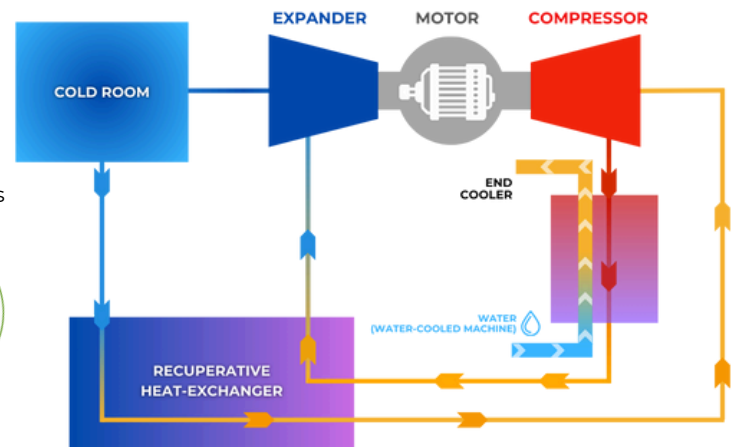 EXPANDER
MOTOR
COMPRESSOR
COLD ROOM
END
COOLER
s
WATER
(WATER-COOLED MACHINE)
RECUPERATIVE
HEAT-EXCHANGER